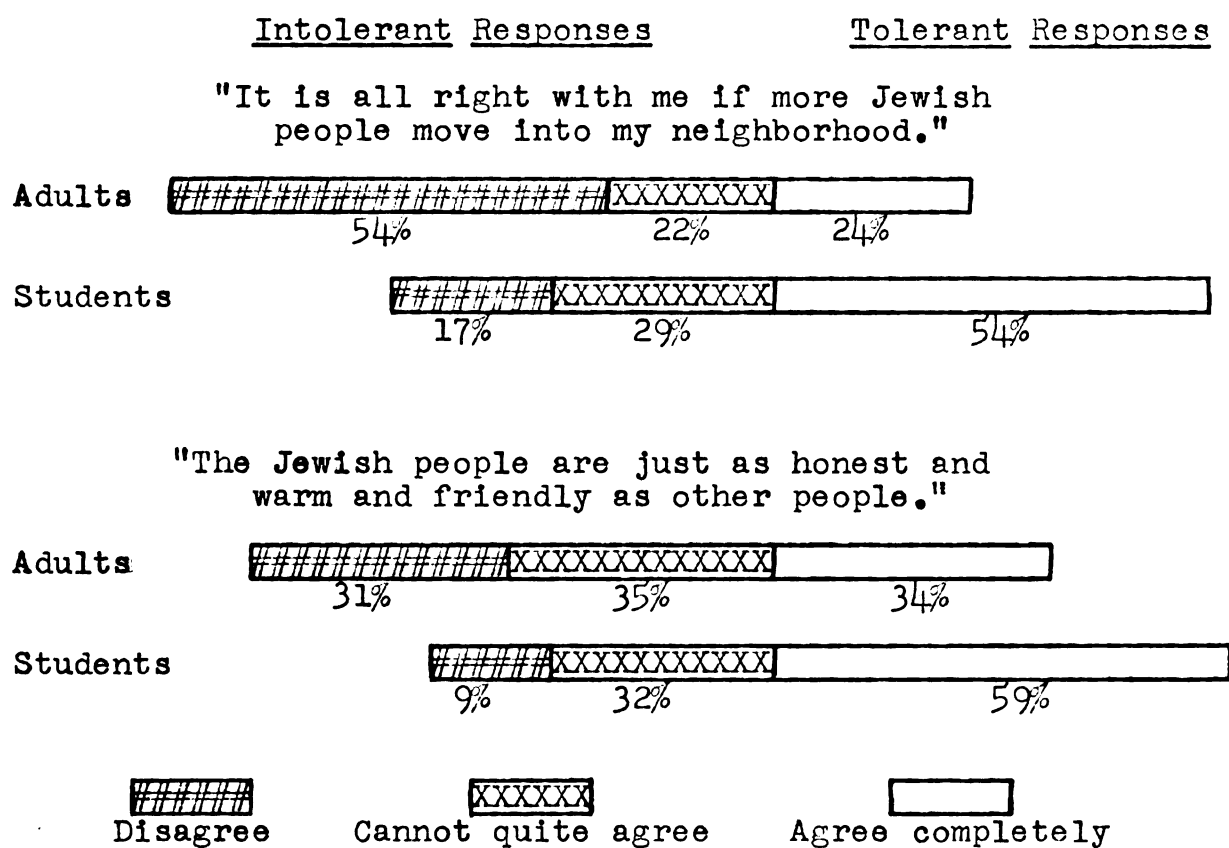 Intolerant Responses Tolerant Responses
"It is all right with me if more Jewish
people move into my neighborhood."
Adults
54% 22% 24%
Students
17% 29% 54%
"The Jewish people are just as honest and
warm and friendly as other people."
Adults
31% 35% 34%
Students
9% 32% 59%
Disagree Cannot quite agree Agree completely